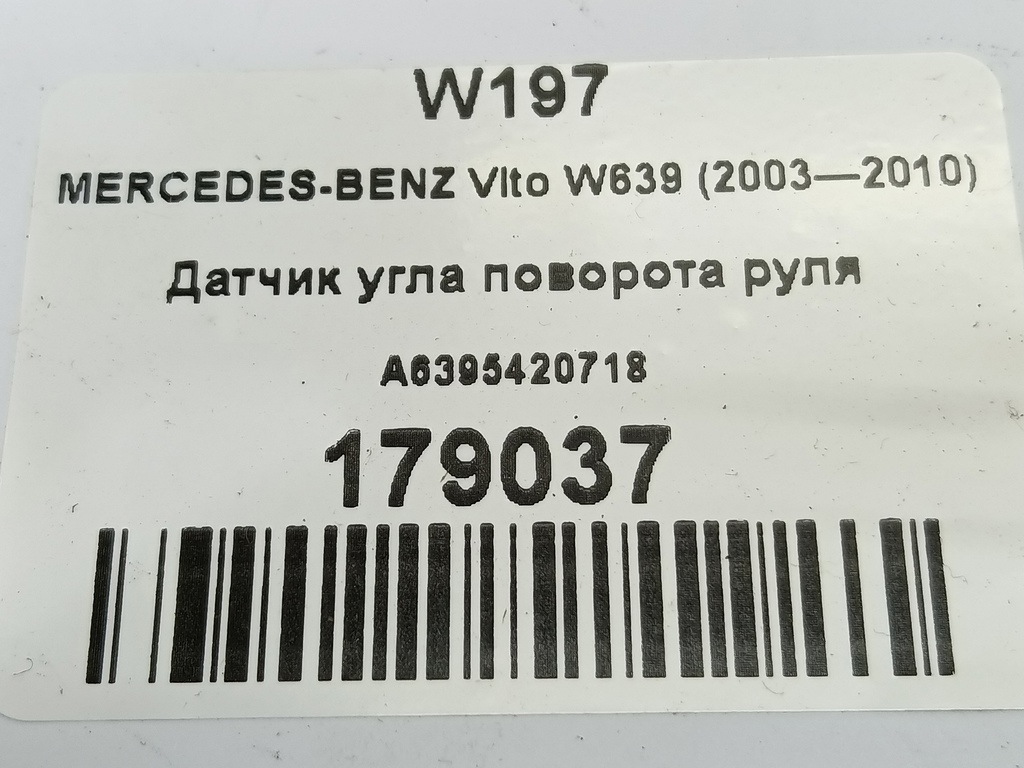 W197
MERCEDES-BENZ VIto W639 (2003—2010)
Датчик угла поворота руля
A6395420718
179037